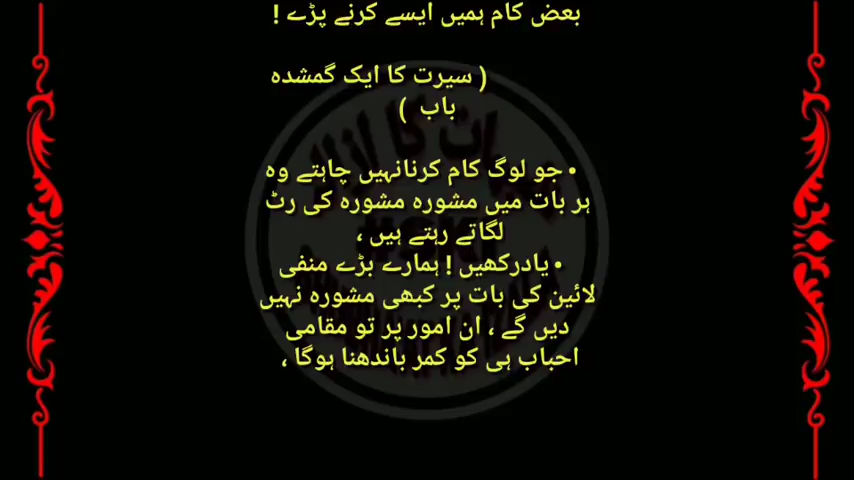 بعض کام ہمیں ایسے کرنے پڑے !
( سیرت کا ایک گمشدہ
باب )
• جو لوگ کام کرنانہیں چاہتے وہ
ہر بات میں مشورہ مشورہ کی رٹ
لگاتے رہتے ہیں ،
• یادرکھیں ! ہمارے بڑے منفی
لائین کی بات پر کبھی مشورہ نہیں
دیں گے ، ان امور پر تو مقامی
احباب ہی کو کمر باندھنا ہوگا ،